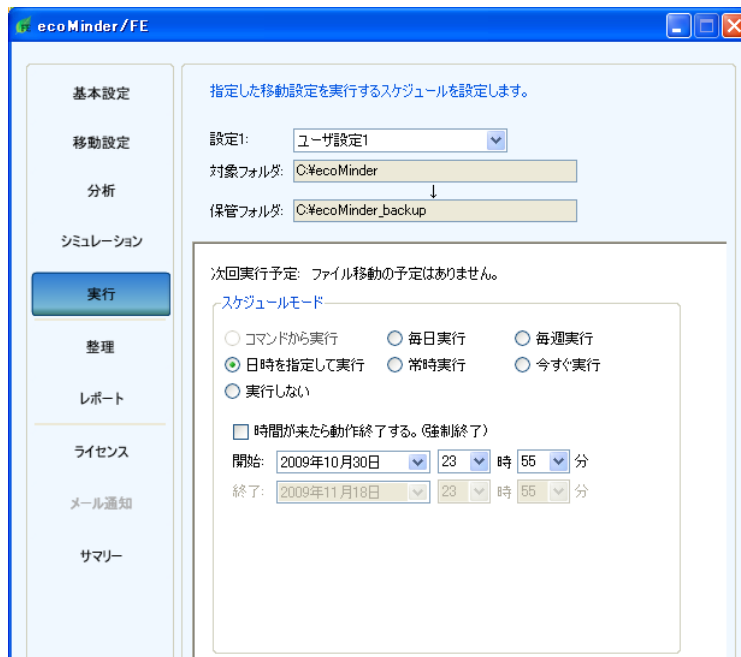 ecoMinder/FE
基本設定
移動設定
分析
シミュレーション
実行
整理
レポート
ライセンス
メール通知
サマリー
指定した移動設定を実行するスケジュールを設定します。
設定1: ユーザ設定1
対象フォルダ: C:¥ecoMinder
↓
保管フォルダ: C:¥ecoMinder_backup
次回実行予定: ファイル移動の予定はありません。
スケジュールモード
コマンドから実行 毎日実行 毎週実行
日時を指定して実行 常時実行 今すぐ実行
実行しない
時間が来たら動作終了する。(強制終了)
開始: 2009年10月30日 23 時 55 分
終了: 2009年11月18日 23 時 55 分